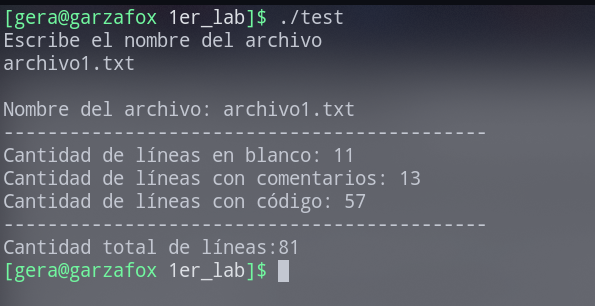 [gera@garzafox 1er_lab]$ ./test
Escribe el nombre del archivo
archivo1.txt
Nombre del archivo: archivo1.txt
--------------------------------------------
Cantidad de líneas en blanco: 11
Cantidad de líneas con comentarios: 13
Cantidad de líneas con código: 57
--------------------------------------------
Cantidad total de líneas:81
[gera@garzafox 1er_lab]$